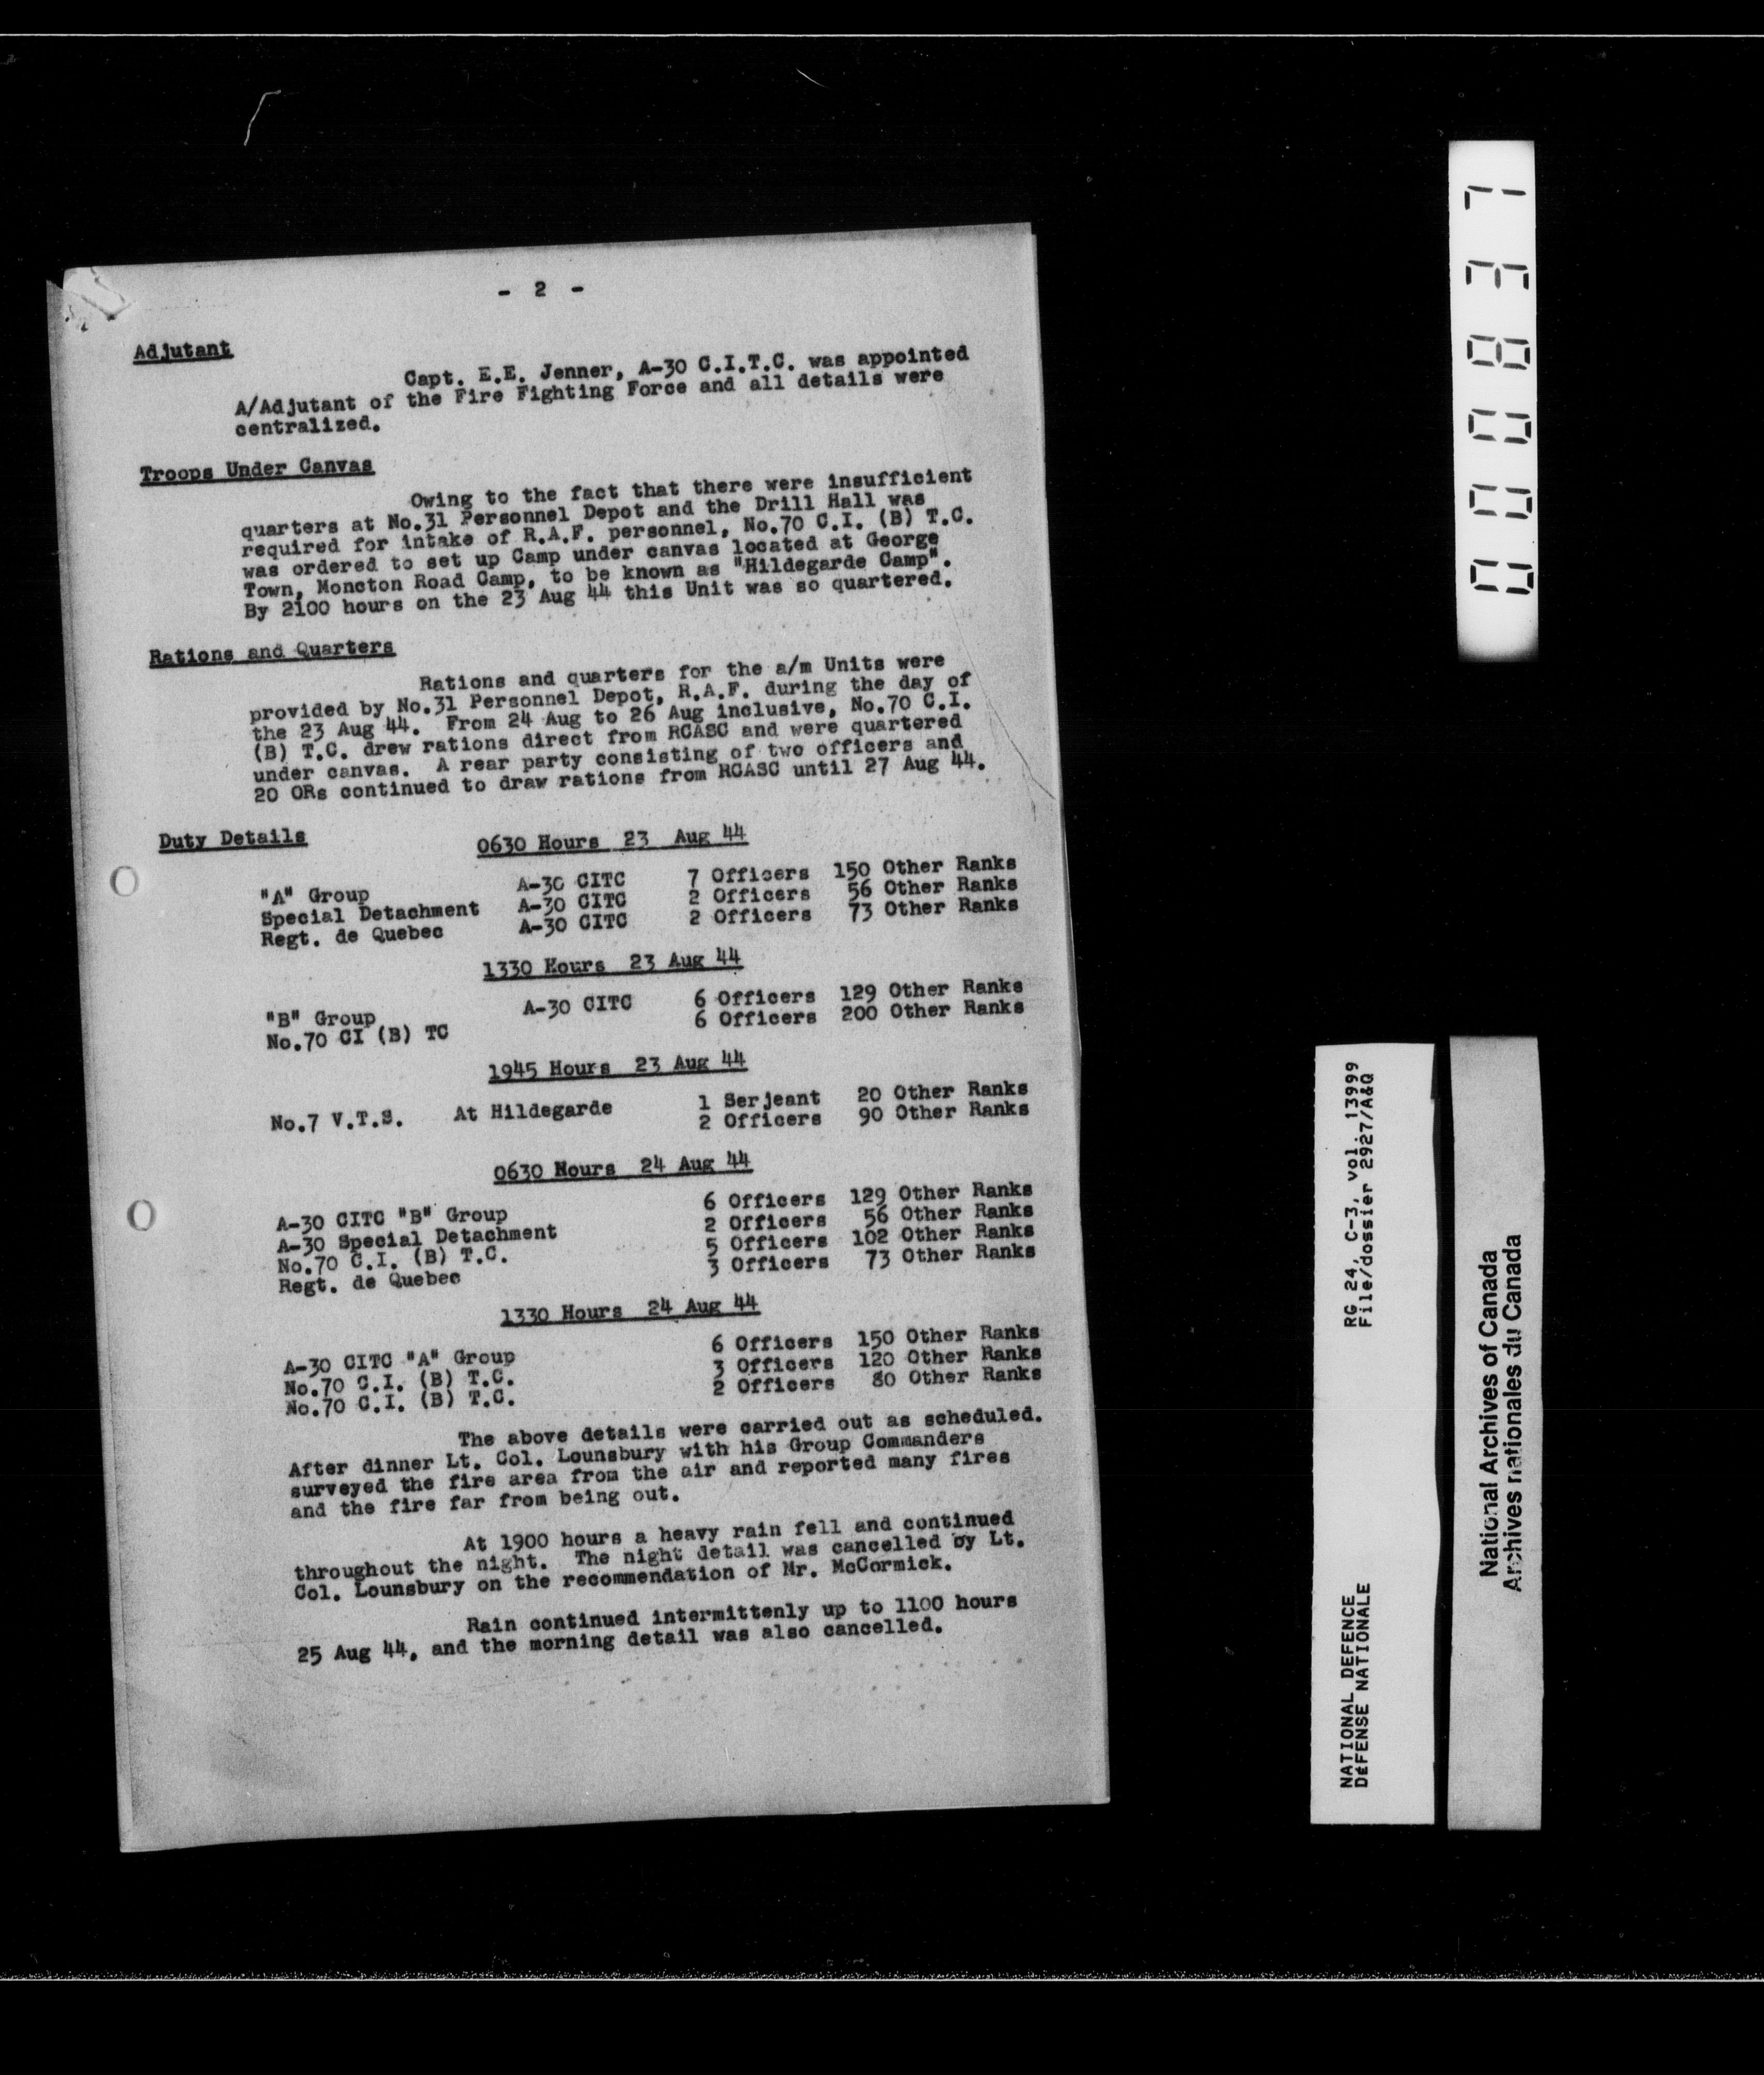 - 2 -
Adjutant
Capt. E.E. Jenner, A-30 C.I.T.C. was appointed
A/Adjutant of the Fire Fighting Force and all details were
centralized.
Troops Under Canvas
Owing to the fact that there were insufficient
quarters at No.31 Personnel Depot and the Drill Hall was
required for intake of R.A.F. personnel, No.70 C.I. (B) T.C.
was ordered to set up Camp under canvas located at George
Town, Moncton Road Camp, to be known as "Hildegarde Camp".
By 2100 hours on the 23 Aug 44 this Unit was so quartered.
Rations and Quarters
Rations and quarters for the a/m Units were
provided by No.31 Personnel Depot, R.A.F. during the day of
the 23 Aug 44. From 24 Aug to 26 Aug inclusive, No.70 C.I.
(B) T.C. drew rations direct from RCASC and were quartered
under canvas. A rear party consisting of two officers and
20 ORs continued to draw rations from RCASC until 27 Aug 44.
Duty Details
0630 Hours 23 Aug 44
"A" Group A-30 CITC 7 Officers 150 Other Ranks
Special Detachment A-30 CITC 2 Officers 56 Other Ranks
Regt. de Quebec A-30 CITC 2 Officers 73 Other Ranks
1330 Hours 23 Aug 44
"B" Group A-30 CITC 6 Officers 129 Other Ranks
No.70 CI (B) TC 6 Officers 200 Other Ranks
1945 Hours 23 Aug 44
No.7 V.T.S. At Hildegarde 1 Serjeant 20 Other Ranks
2 Officers 90 Other Ranks
0630 Hours 24 Aug 44
A-30 CITC "B" Group 6 Officers 129 Other Ranks
A-30 Special Detachment 2 Officers 56 Other Ranks
No.70 C.I. (B) T.C. 5 Officers 102 Other Ranks
Regt. de Quebec 3 Officers 73 Other Ranks
1330 Hours 24 Aug 44
A-30 CITC "A" Group 6 Officers 150 Other Ranks
No.70 C.I. (B) T.C. 3 Officers 120 Other Ranks
No.70 C.I. (B) T.C. 2 Officers 80 Other Ranks
The above details were carried out as scheduled.
After dinner Lt. Col. Lounsbury with his Group Commanders
surveyed the fire area from the air and reported many fires
and the fire far from being out.
At 1900 hours a heavy rain fell and continued
throughout the night. The night detail was cancelled by Lt.
Col. Lounsbury on the recommendation of Mr. McCormick.
Rain continued intermittenly up to 1100 hours
25 Aug 44, and the morning detail was also cancelled.
000837
RG 24, C-3, vol. 13999
File/dossier 2927/A&Q
NATIONAL DEFENCE
DÉFENSE NATIONALE
National Archives of Canada
Archives nationales du Canada